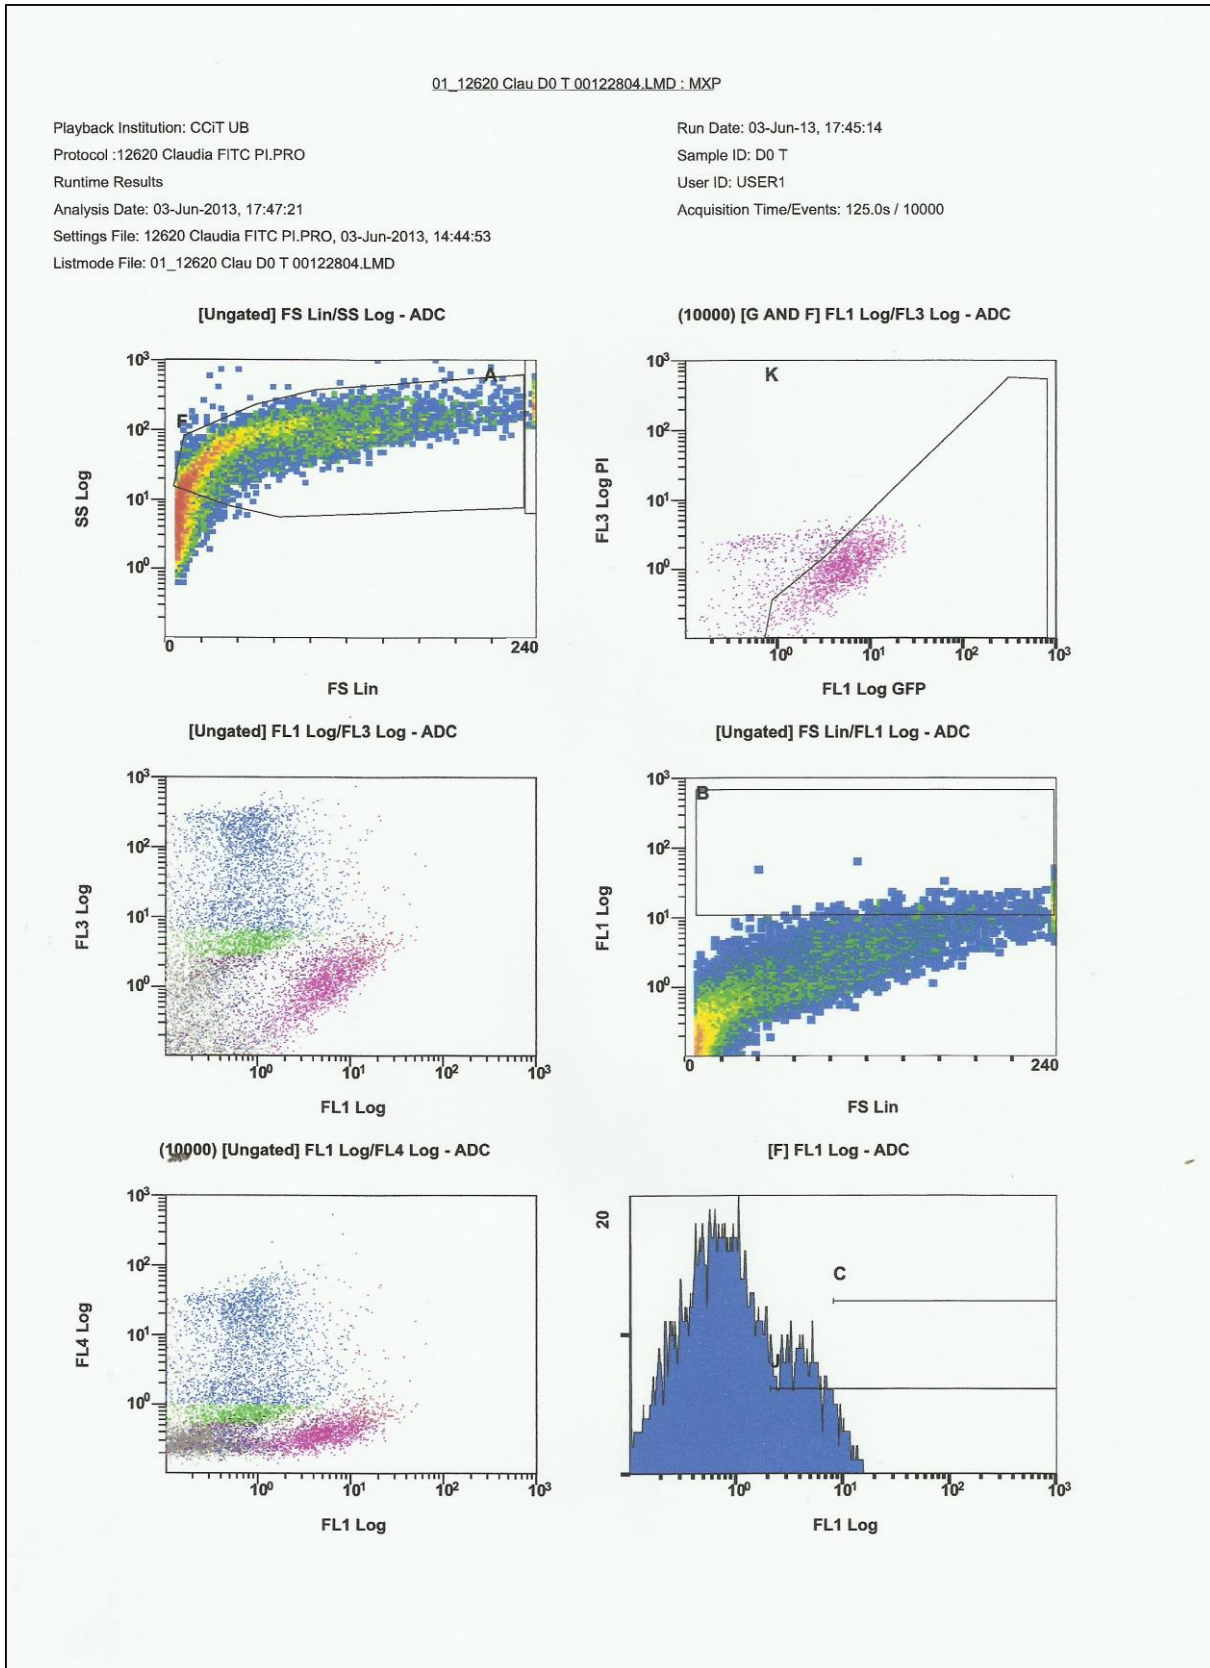 01_12620 Clau D0 T 00122804.LMD : MXP
Playback Institution: CCiT UB
Protocol :12620 Claudia FITC PI.PRO
Runtime Results
Analysis Date: 03-Jun-2013, 17:47:21
Settings File: 12620 Claudia FITC PI.PRO, 03-Jun-2013, 14:44:53
Listmode File: 01_12620 Clau D0 T 00122804.LMD
Run Date: 03-Jun-13, 17:45:14
Sample ID: D0 T
User ID: USER1
Acquisition Time/Events: 125.0s / 10000
[Ungated] FS Lin/SS Log - ADC
10³
10²
10¹
10⁰
SS Log
F
A
0 240
FS Lin
(10000) [G AND F] FL1 Log/FL3 Log - ADC
10³
10²
10¹
10⁰
FL3 Log PI
K
10⁰ 10¹ 10² 10³
FL1 Log GFP
[Ungated] FL1 Log/FL3 Log - ADC
10³
10²
10¹
10⁰
FL3 Log
10⁰ 10¹ 10² 10³
FL1 Log
[Ungated] FS Lin/FL1 Log - ADC
10³
10²
10¹
10⁰
FL1 Log
B
0 240
FS Lin
(10000) [Ungated] FL1 Log/FL4 Log - ADC
10³
10²
10¹
10⁰
FL4 Log
10⁰ 10¹ 10² 10³
FL1 Log
[F] FL1 Log - ADC
20
C
J
10⁰ 10¹ 10² 10³
FL1 Log